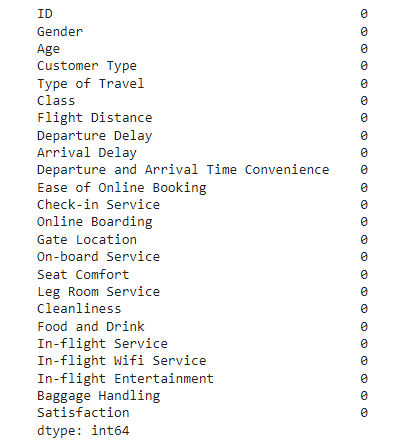 ID 0
Gender 0
Age 0
Customer Type 0
Type of Travel 0
Class 0
Flight Distance 0
Departure Delay 0
Arrival Delay 0
Departure and Arrival Time Convenience 0
Ease of Online Booking 0
Check-in Service 0
Online Boarding 0
Gate Location 0
On-board Service 0
Seat Comfort 0
Leg Room Service 0
Cleanliness 0
Food and Drink 0
In-flight Service 0
In-flight Wifi Service 0
In-flight Entertainment 0
Baggage Handling 0
Satisfaction 0
dtype: int64